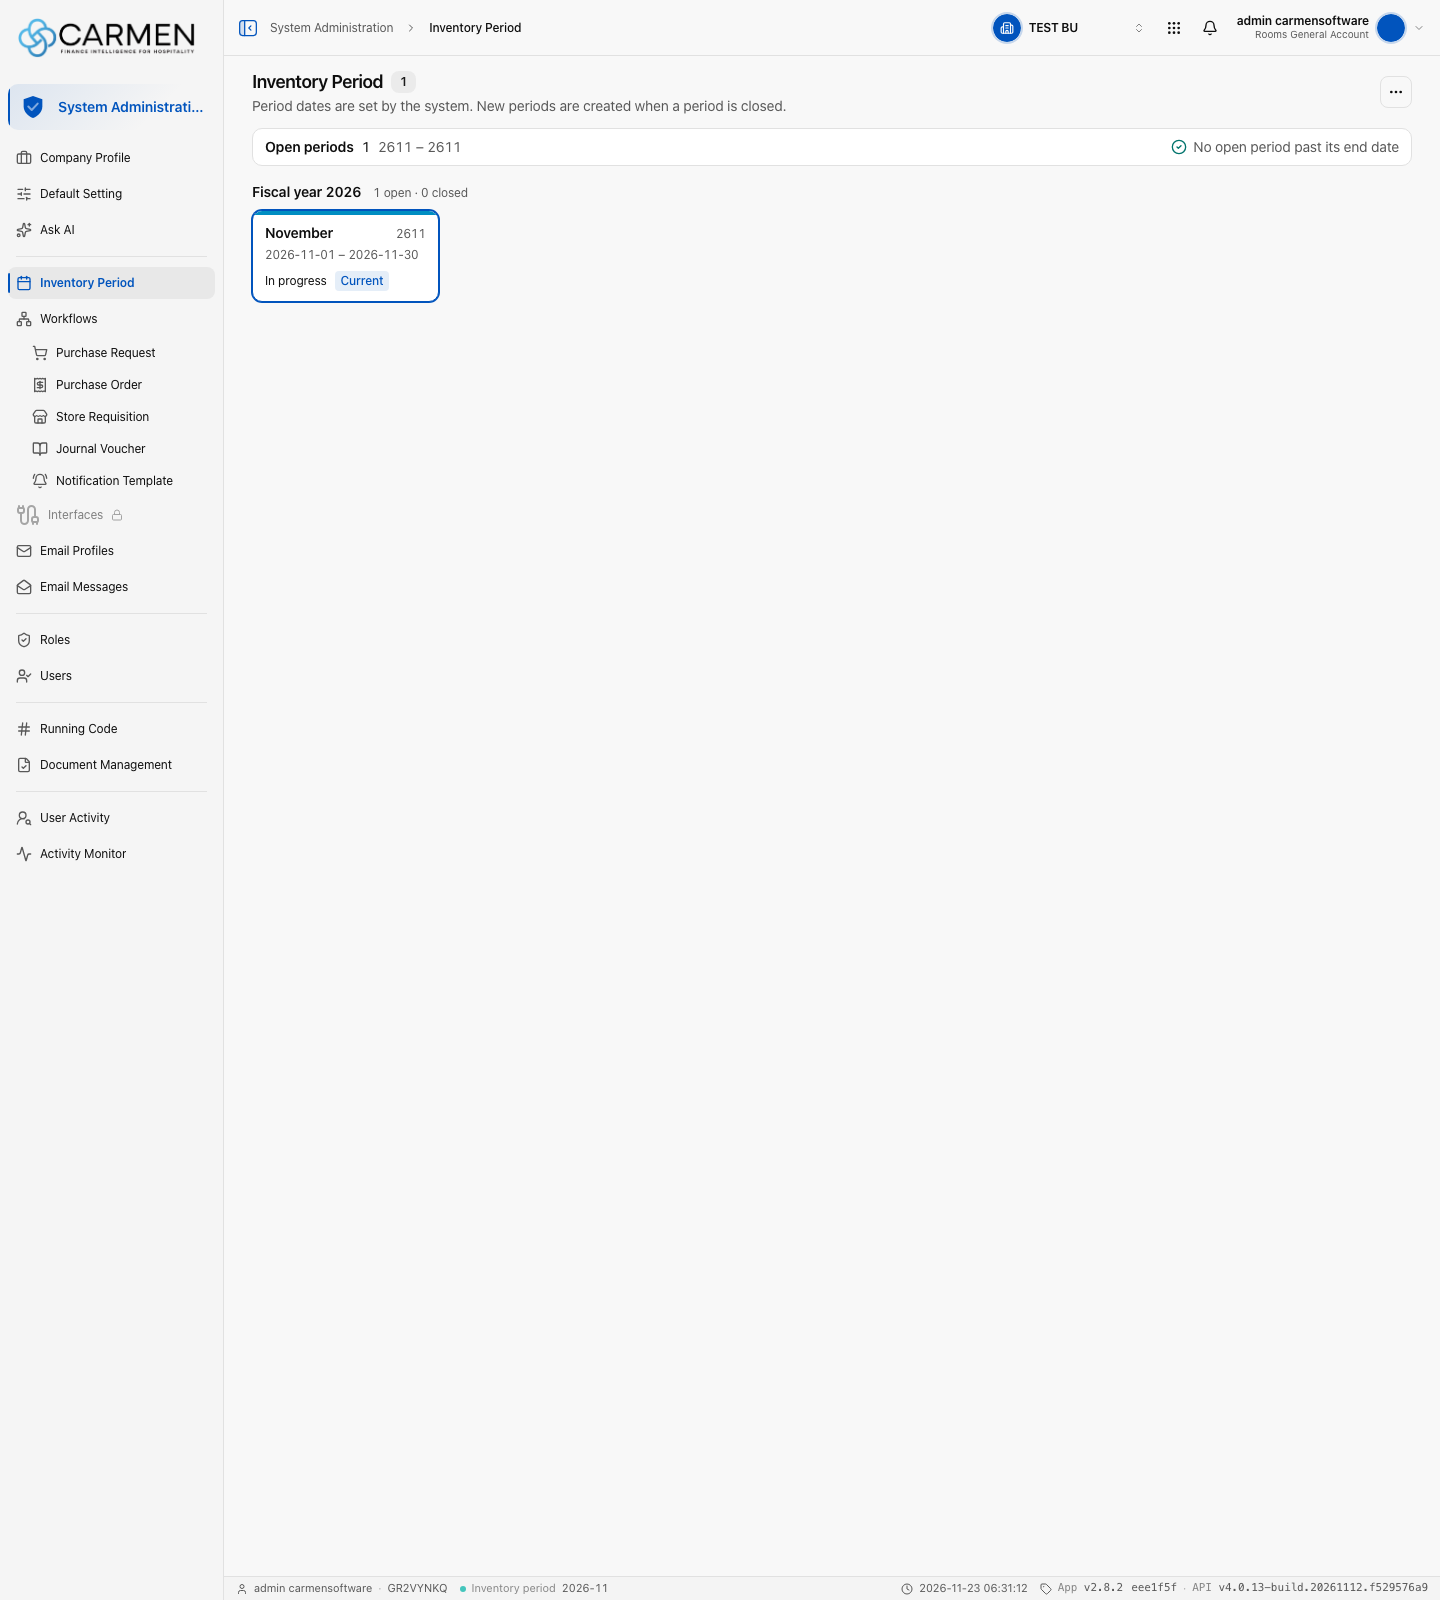 CARMEN
FINANCE INTELLIGENCE FOR HOSPITALITY
System Administrati...
Company Profile
Default Setting
Ask AI
Inventory Period
Workflows
Purchase Request
Purchase Order
Store Requisition
Journal Voucher
Notification Template
Interfaces
Email Profiles
Email Messages
Roles
Users
Running Code
Document Management
User Activity
Activity Monitor
System Administration > Inventory Period
TEST BU
admin carmensoftware
Rooms General Account
Inventory Period 1
Period dates are set by the system. New periods are created when a period is closed.
Open periods 1 2611 – 2611
No open period past its end date
Fiscal year 2026 1 open · 0 closed
November 2611
2026-11-01 – 2026-11-30
In progress Current
admin carmensoftware · GR2VYNKQ Inventory period 2026-11
2026-11-23 06:31:12 App v2.8.2 eee1f5f · API v4.0.13-build.20261112.f529576a9